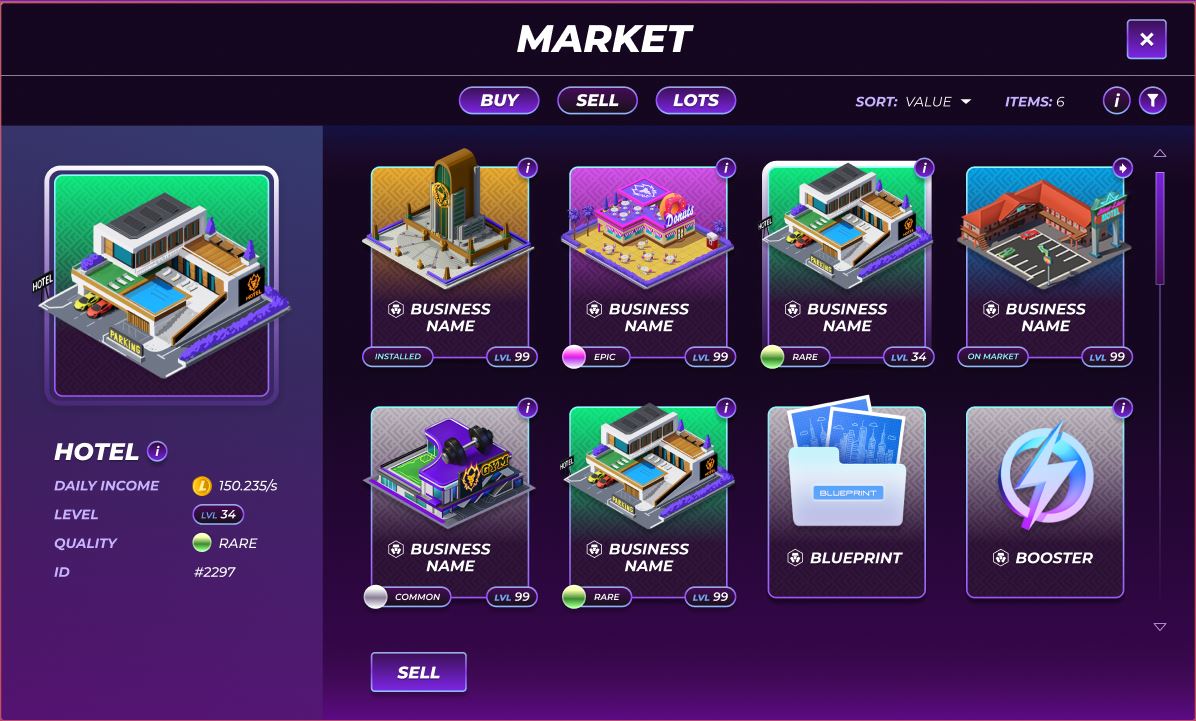 MARKET
BUY
SELL
LOTS
SORT: VALUE
ITEMS: 6
HOTEL
HOTEL
PARKING
HOTEL
DAILY INCOME
150.235/s
LEVEL
LVL 34
QUALITY
RARE
ID
#2297
BUSINESS
NAME
INSTALLED
LVL 99
Donuts
BUSINESS
NAME
EPIC
LVL 99
HOTEL
PARKING
BUSINESS
NAME
RARE
LVL 34
HOTEL
BUSINESS
NAME
ON MARKET
LVL 99
GYM
BUSINESS
NAME
COMMON
LVL 99
HOTEL
PARKING
BUSINESS
NAME
RARE
LVL 99
BLUEPRINT
BLUEPRINT
BOOSTER
SELL